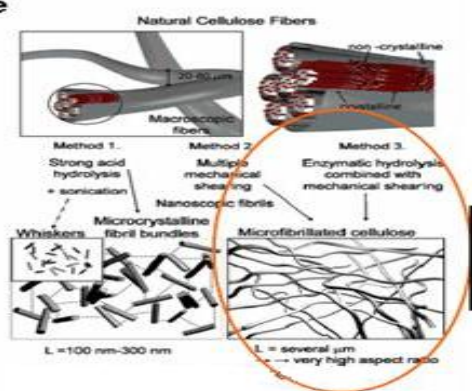 e
Natural Cellulose Fibers
non -crystalline
20-60 μm
crystalline
Macroscopic
fibers
Method 1.
Method 2
Method 3.
Strong acid
hydrolysis
+ sonication
Multiple
mechanical
shearing
Enzymatic hydrolysis
combined with
mechanical shearing
Nanoscopic fibrils
Microcrystalline
fibril bundles
Whiskers
Microfibrillated cellulose
L =100 nm-300 nm
L = several μm
→ very high aspect ratio